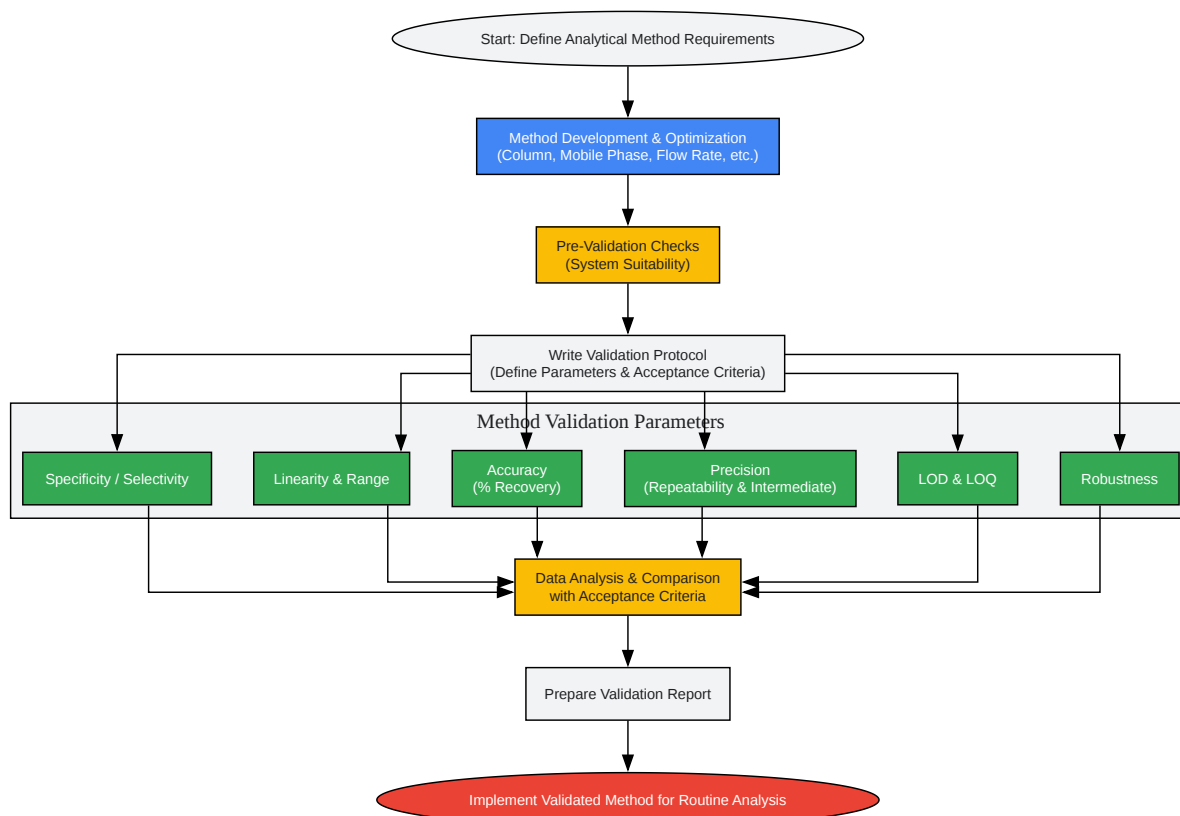 Start: Define Analytical Method Requirements
Method Development & Optimization
(Column, Mobile Phase, Flow Rate, etc.)
Pre-Validation Checks
(System Suitability)
Write Validation Protocol
(Define Parameters & Acceptance Criteria)
Method Validation Parameters
Specificity / Selectivity
Linearity & Range
Accuracy
(% Recovery)
Precision
(Repeatability & Intermediate)
LOD & LOQ
Robustness
Data Analysis & Comparison
with Acceptance Criteria
Prepare Validation Report
Implement Validated Method for Routine Analysis